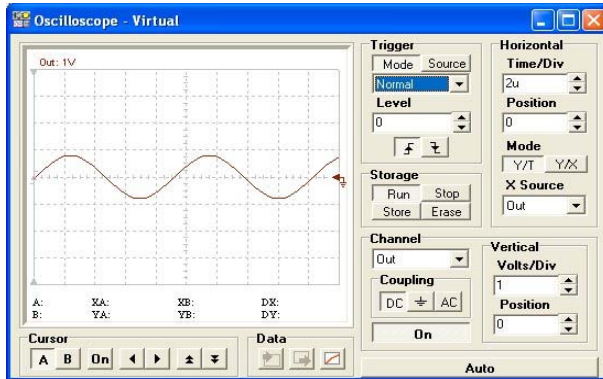 Oscilloscope - Virtual
Out: 1V
A: XA: XB: DX:
B: YA: YB: DY:
Cursor
A B On
Data
Trigger
Mode Source
Normal
Level
0
Storage
Run Stop
Store Erase
Channel
Out
Coupling
DC AC
On
Horizontal
Time/Div
2u
Position
0
Mode
Y/T Y/X
X Source
Out
Vertical
Volts/Div
1
Position
0
Auto